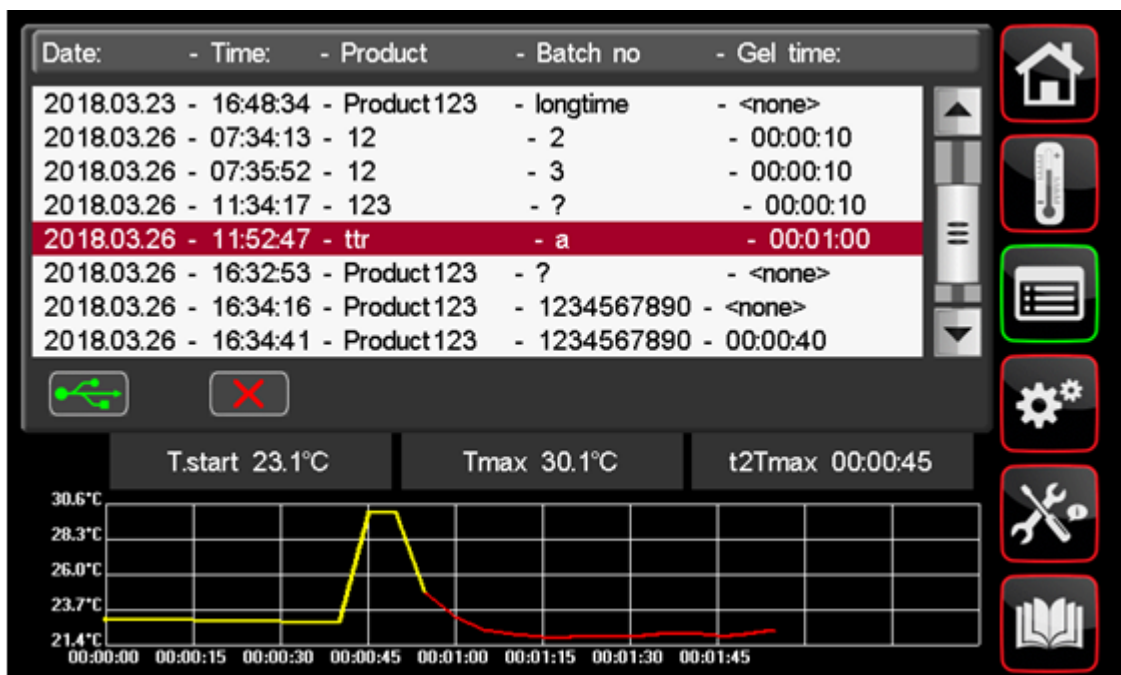 Date: - Time: - Product - Batch no - Gel time:
2018.03.23 - 16:48:34 - Product123 - longtime - <none>
2018.03.26 - 07:34:13 - 12 - 2 - 00:00:10
2018.03.26 - 07:35:52 - 12 - 3 - 00:00:10
2018.03.26 - 11:34:17 - 123 - ? - 00:00:10
2018.03.26 - 11:52:47 - ttr - a - 00:01:00
2018.03.26 - 16:32:53 - Product123 - ? - <none>
2018.03.26 - 16:34:16 - Product123 - 1234567890 - <none>
2018.03.26 - 16:34:41 - Product123 - 1234567890 - 00:00:40
T.start 23.1°C Tmax 30.1°C t2Tmax 00:00:45
30.6°C
28.3°C
26.0°C
23.7°C
21.4°C
00:00:00 00:00:15 00:00:30 00:00:45 00:01:00 00:01:15 00:01:30 00:01:45